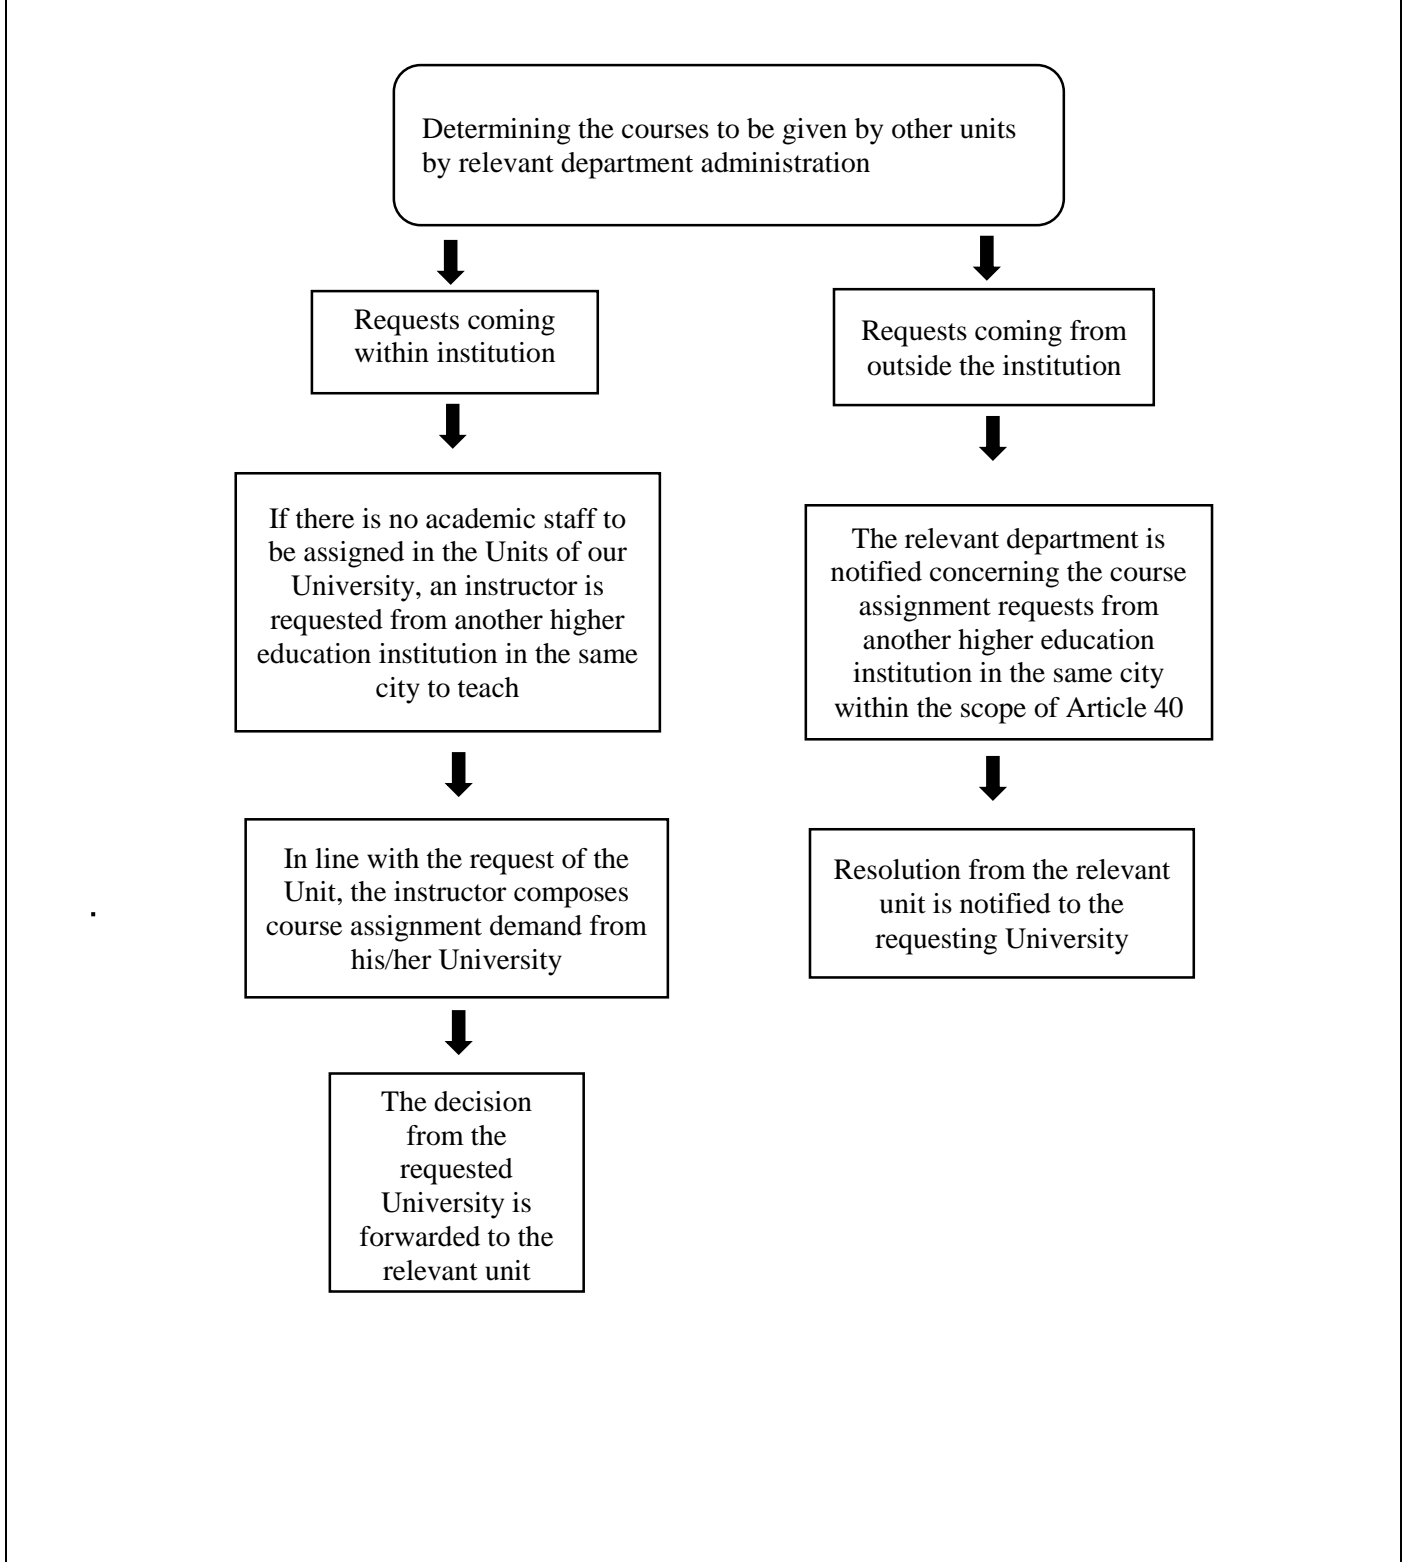 Determining the courses to be given by other units
by relevant department administration
Requests coming
within institution
If there is no academic staff to
be assigned in the Units of our
University, an instructor is
requested from another higher
education institution in the same
city to teach
In line with the request of the
Unit, the instructor composes
course assignment demand from
his/her University
The decision
from the
requested
University is
forwarded to the
relevant unit
Requests coming from
outside the institution
The relevant department is
notified concerning the course
assignment requests from
another higher education
institution in the same city
within the scope of Article 40
Resolution from the relevant
unit is notified to the
requesting University
.